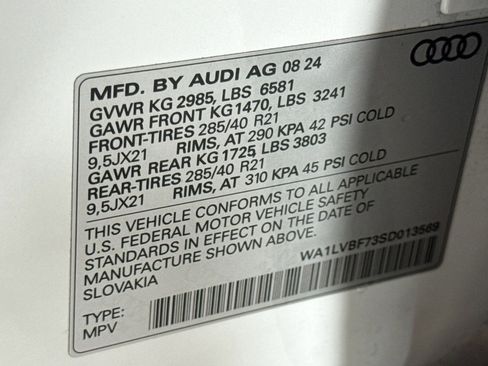 MFD. BY AUDI AG 08 24
GVWR KG 2985, LBS 6581
GAWR FRONT KG 1470, LBS 3241
FRONT-TIRES 285/40 R21
9,5JX21 RIMS, AT 290 KPA 42 PSI COLD
GAWR REAR KG 1725, LBS 3803
REAR-TIRES 285/40 R21
9,5JX21 RIMS, AT 310 KPA 45 PSI COLD
THIS VEHICLE CONFORMS TO ALL APPLICABLE
U.S. FEDERAL MOTOR VEHICLE SAFETY
STANDARDS IN EFFECT ON THE DATE OF
MANUFACTURE SHOWN ABOVE.
SLOVAKIA
WA1LVBF73SD013569
TYPE:
MPV